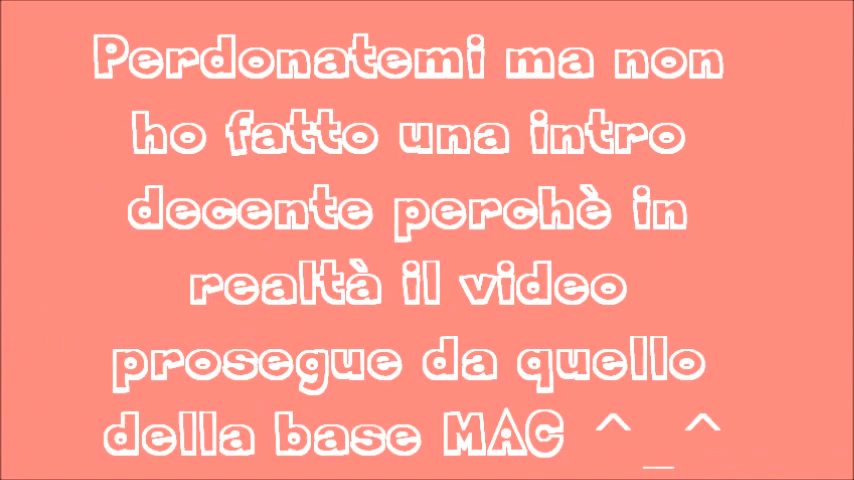 Perdonatemi ma non
ho fatto una intro
decente perchè in
realtà il video
prosegue da quello
della base MAC ^_^